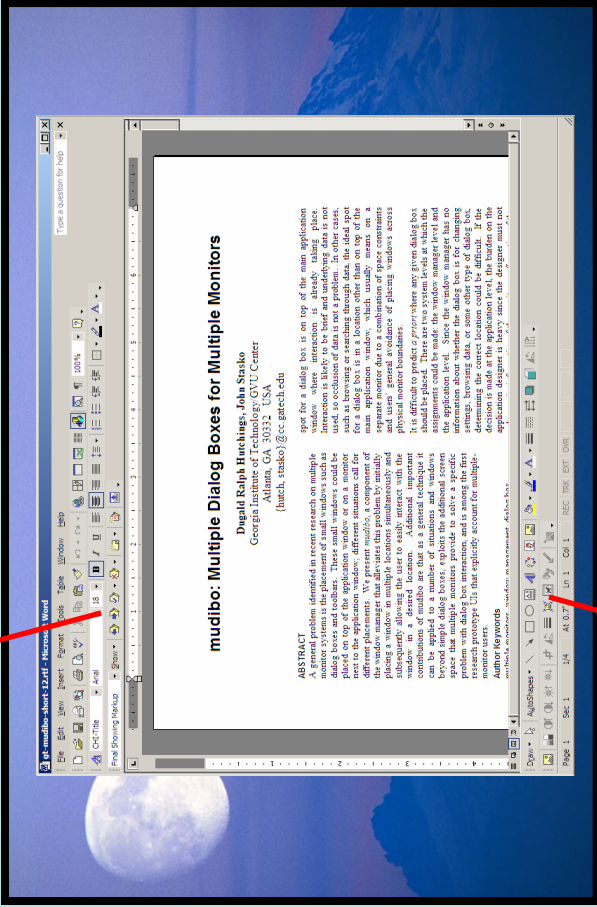 gt-mudibo-short-12.rtf - Microsoft Word
File Edit View Insert Format Tools Table Window Help
Type a question for help
100%
CHI-Title
Arial
18
B I U
Final Showing Markup
Show
mudibo: Multiple Dialog Boxes for Multiple Monitors
Dugald Ralph Hutchings, John Stasko
Georgia Institute of Technology/GVU Center
Atlanta, GA 30332 USA
{hutch, stasko}@cc.gatech.edu
ABSTRACT
A general problem identified in recent research on multiple
monitor systems is the placement of small windows such as
dialog boxes and toolbars. These small windows could be
placed on top of the application window or on a monitor
next to the application window; different situations call for
different placements. We present mudibo, a component of
the window manager that alleviates this problem by initially
placing a window in multiple locations simultaneously and
subsequently allowing the user to easily interact with the
window in a desired location. Additional important
contributions of mudibo are that as a general technique it
can be applied to a number of situations and windows
beyond simple dialog boxes, exploits the additional screen
space that multiple monitors provide to solve a specific
problem with dialog box interaction, and is among the first
research prototype UIs that explicitly account for multiple-
monitor users.
Author Keywords
multiple monitors, window management, dialog box
spot for a dialog box is on top of the main application
window where interaction is already taking place.
interaction is likely to be brief and underlying data is not
used, so occlusion of data is not a problem. In other cases,
such as browsing or searching through data, the ideal spot
for a dialog box is in a location other than on top of the
main application window, which usually means on a
separate monitor due to a combination of space constraints
and users' general avoidance of placing windows across
physical monitor boundaries.
It is difficult to predict a priori where any given dialog box
should be placed. There are two system levels at which the
assignments could be made: the window manager level and
the application level. Since the window manager has no
information about whether the dialog box is for changing
settings, browsing data, or some other type of dialog box,
determining the correct location could be difficult. If the
decision is made at the application level, the burden on the
application designer is heavy since the designer must not
Draw
AutoShapes
Page 1 Sec 1 1/4 At 0.7" Ln 1 Col 1 REC TRK EXT OVR